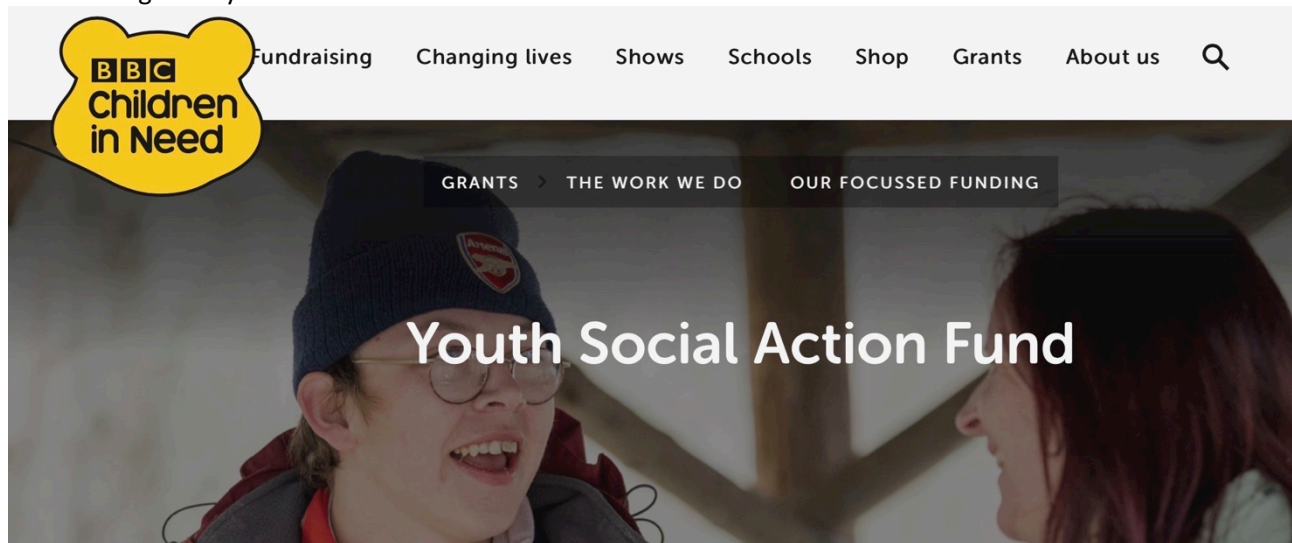 BBC
Children
in Need
Fundraising Changing lives Shows Schools Shop Grants About us
GRANTS > THE WORK WE DO OUR FOCUSSED FUNDING
Arsenal
Youth Social Action Fund